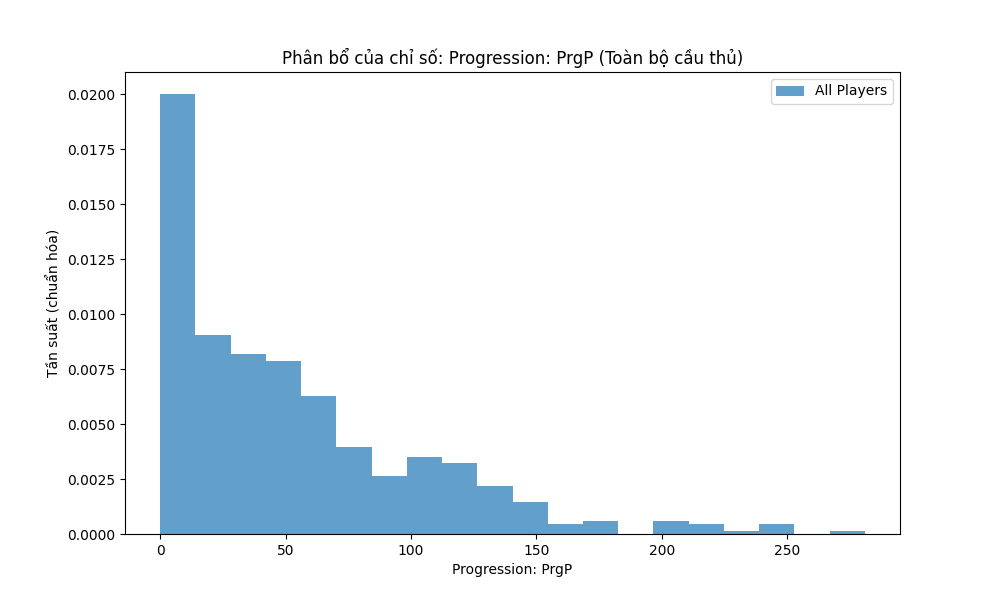 Phân bổ của chỉ số: Progression: PrgP (Toàn bộ cầu thủ)
All Players
Tần suất (chuẩn hóa)
0.0200
0.0175
0.0150
0.0125
0.0100
0.0075
0.0050
0.0025
0.0000
0 50 100 150 200 250
Progression: PrgP